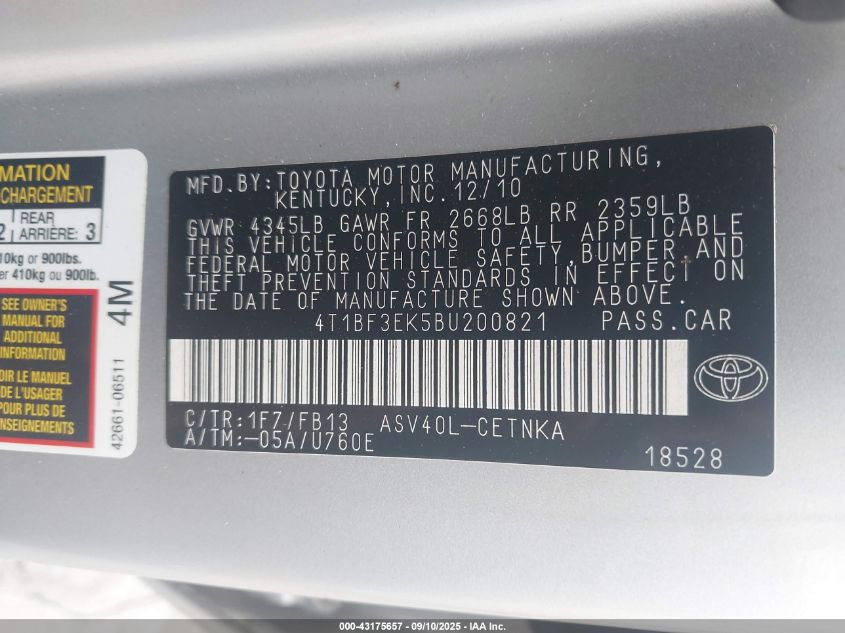 MATION
CHARGEMENT
2 REAR ARRIÈRE: 3
10kg or 900lbs.
er 410kg ou 900lb.
SEE OWNER'S
MANUAL FOR
ADDITIONAL
INFORMATION
OIR LE MANUEL
DE L'USAGER
POUR PLUS DE
NSEIGNEMENTS
4M
42661-06511
MFD.BY:TOYOTA MOTOR MANUFACTURING,
KENTUCKY,INC.12/10
GVWR 4345LB GAWR FR 2668LB RR 2359LB
THIS VEHICLE CONFORMS TO ALL APPLICABLE
FEDERAL MOTOR VEHICLE SAFETY,BUMPER,AND
THEFT PREVENTION STANDARDS IN EFFECT ON
THE DATE OF MANUFACTURE SHOWN ABOVE.
4T1BF3EK5BU200821 PASS.CAR
C/TR:1F7/FB13 ASV40L-CETNKA
A/TM:-05A/U760E
18528
000-43175657 - 09/10/2025 - IAA Inc.